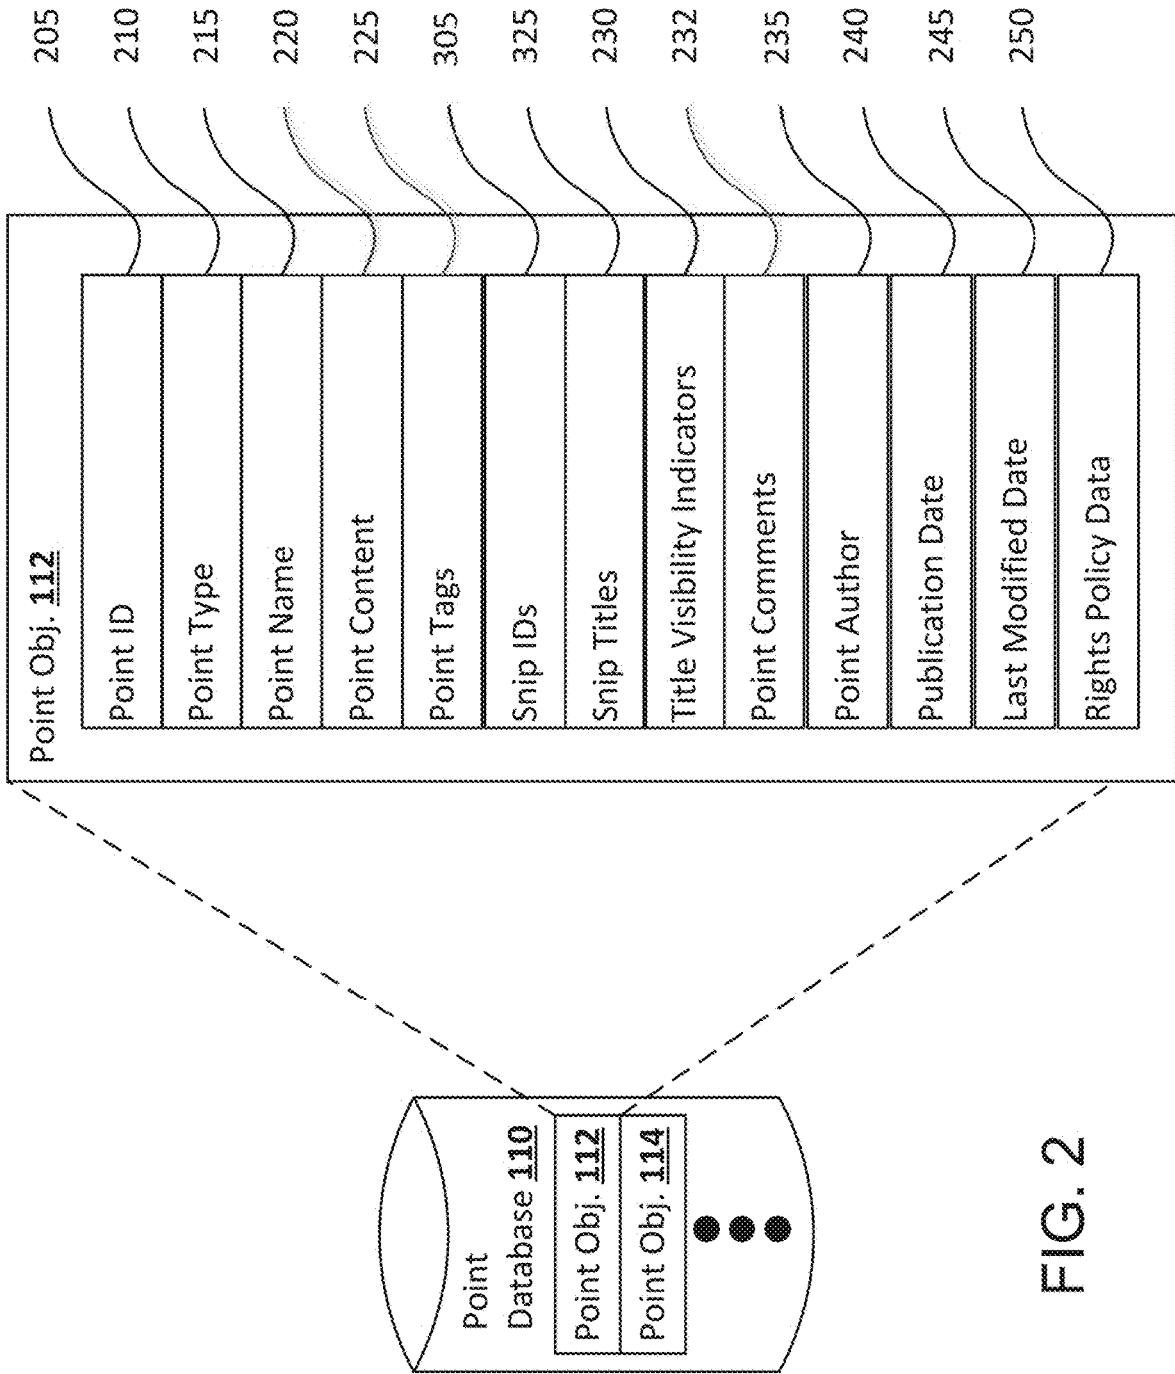 Point
Database 110
Point Obj. 112
Point Obj. 114
Point Obj. 112
Point ID
205
Point Type
210
Point Name
215
Point Content
220
Point Tags
225
Snip IDs
305
Snip Titles
325
Title Visibility Indicators
230
Point Comments
232
Point Author
235
Publication Date
240
Last Modified Date
245
Rights Policy Data
250
FIG. 2